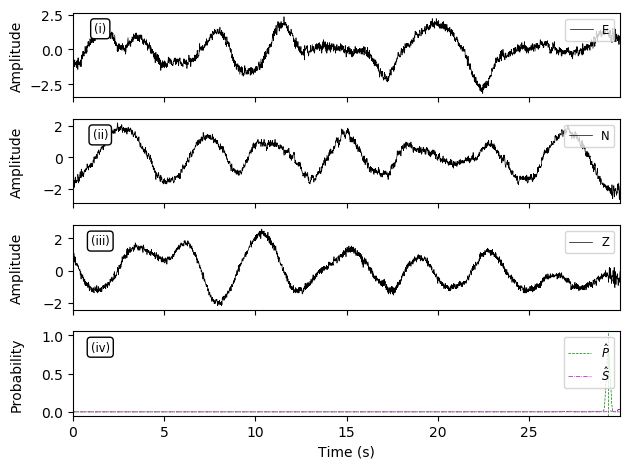 2.5
0.0
−2.5
Amplitude
(i)
E
2
0
−2
Amplitude
(ii)
N
2
0
−2
Amplitude
(iii)
Z
1.0
0.5
0.0
Probability
(iv)
P̂
Ŝ
0 5 10 15 20 25
Time (s)